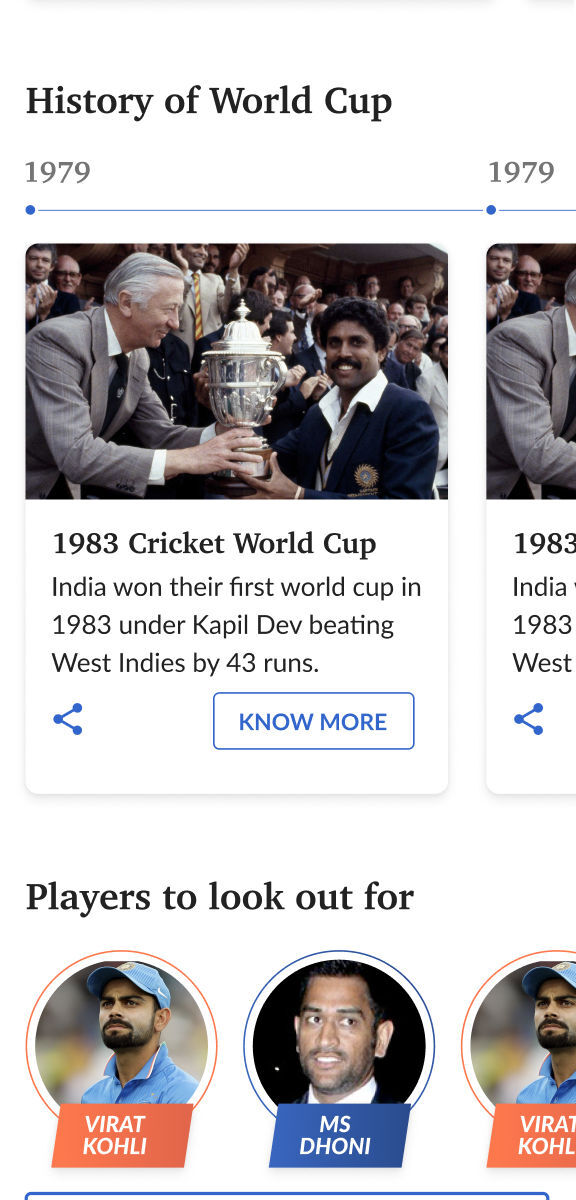 History of World Cup
1979
1979
1983 Cricket World Cup
India won their first world cup in
1983 under Kapil Dev beating
West Indies by 43 runs.
KNOW MORE
1983
India
1983
West
Players to look out for
VIRAT
KOHLI
MS
DHONI
VIRAT
KOHL